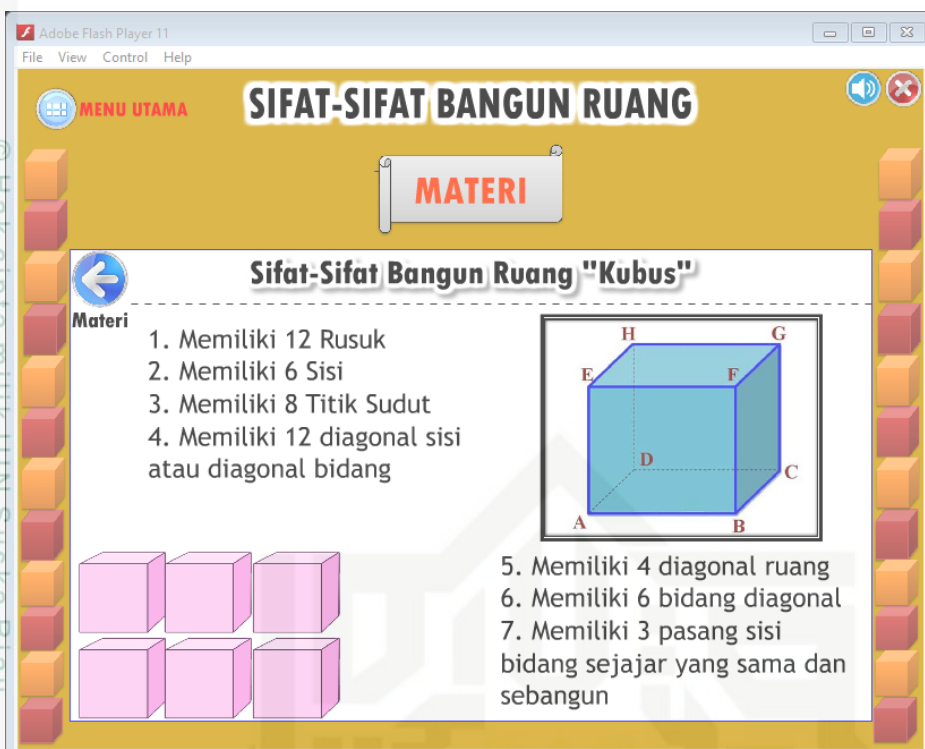 Adobe Flash Player 11
File View Control Help
MENU UTAMA
SIFAT-SIFAT BANGUN RUANG
MATERI
Sifat-Sifat Bangun Ruang "Kubus"
Materi
1. Memiliki 12 Rusuk
2. Memiliki 6 Sisi
3. Memiliki 8 Titik Sudut
4. Memiliki 12 diagonal sisi
atau diagonal bidang
H G
E F
D
C
A B
5. Memiliki 4 diagonal ruang
6. Memiliki 6 bidang diagonal
7. Memiliki 3 pasang sisi
bidang sejajar yang sama dan
sebangun